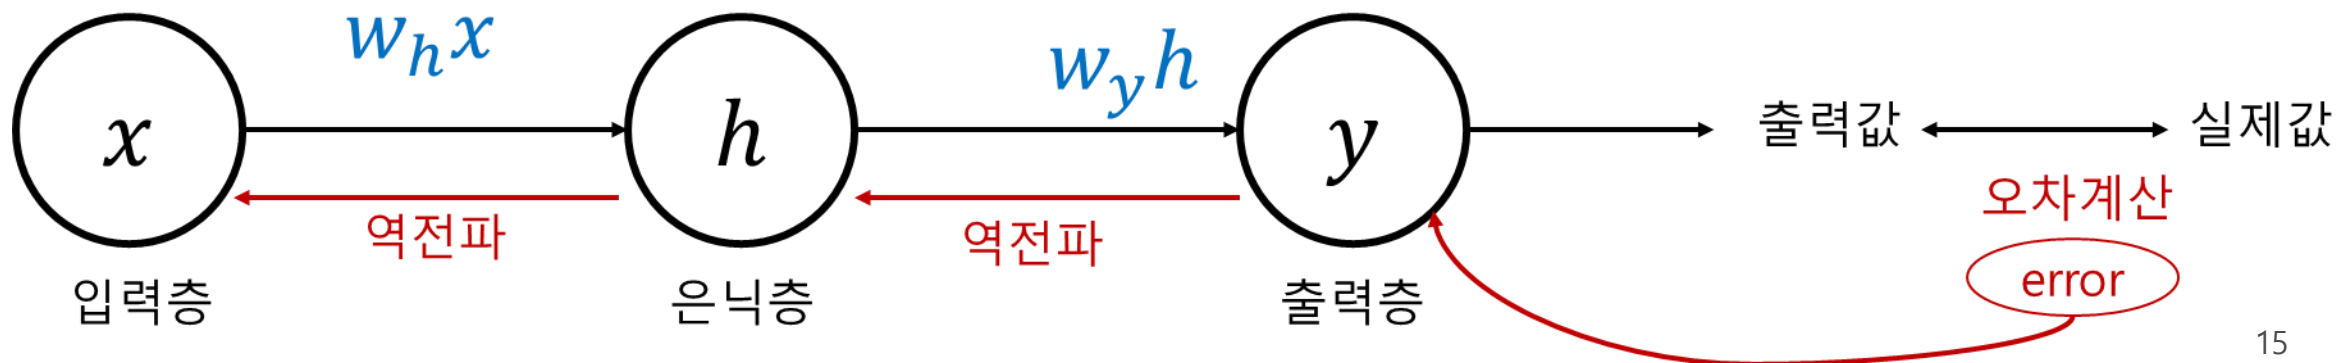 w_h x
w_y h
x
h
y
출력값
실제값
역전파
역전파
오차계산
error
입력층
은닉층
출력층
15